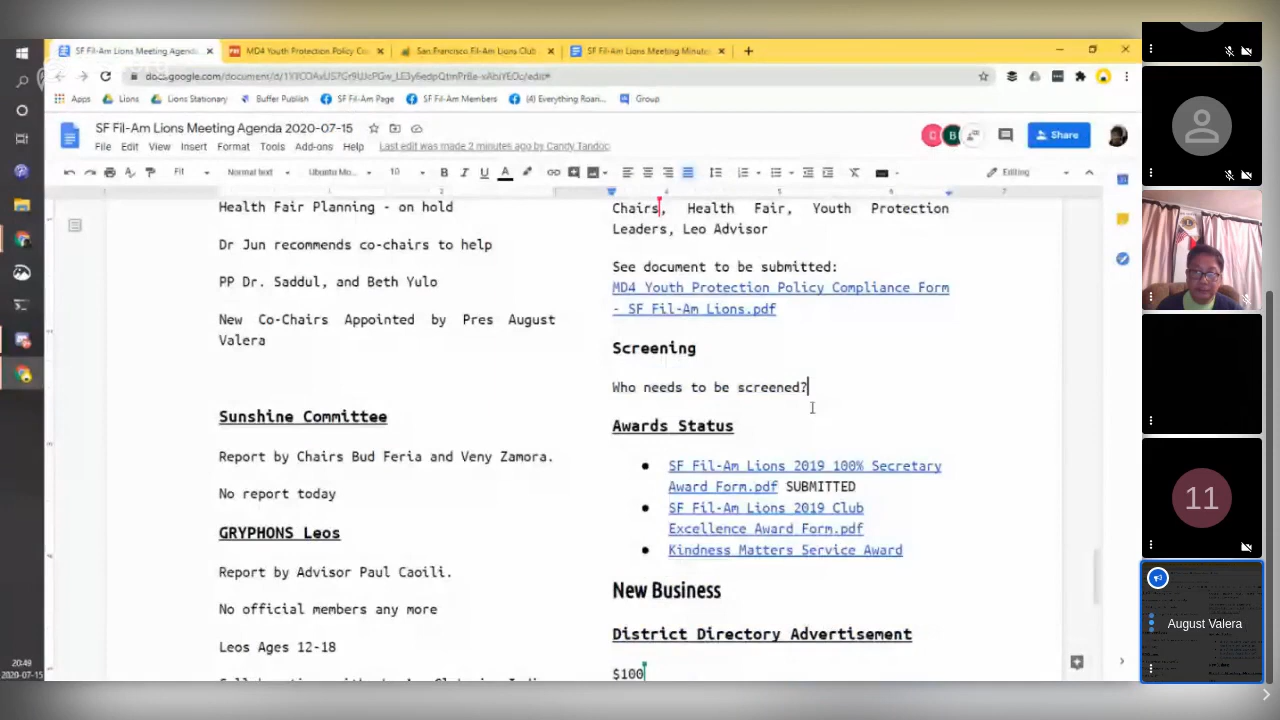 SF Fil-Am Lions Meeting Agend
MD4 Youth Protection Policy Co
San Francisco Fil-Am Lions Club
SF Fil-Am Lions Meeting Minute
Apps
Lions
Lions Stationary
Buffer Publish
SF Fil-Am Page
SF Fil-Am Members
(4) Everything Roan...
Group
SF Fil-Am Lions Meeting Agenda 2020-07-15
Share
File Edit View Insert Format Tools Add-ons Help Last edit was made 2 minutes ago by Candy Tandoc
Fit
Normal text
Ubuntu Mo...
10
Editing
Health Fair Planning - on hold
Dr Jun recommends co-chairs to help
PP Dr. Saddul, and Beth Yulo
New Co-Chairs Appointed by Pres August
Valera
Sunshine Committee
Report by Chairs Bud Feria and Veny Zamora.
No report today
GRYPHONS Leos
Report by Advisor Paul Caoili.
No official members any more
Leos Ages 12-18
Chairs, Health Fair, Youth Protection
Leaders, Leo Advisor
See document to be submitted:
MD4 Youth Protection Policy Compliance Form
- SF Fil-Am Lions.pdf
Screening
Who needs to be screened?
Awards Status
SF Fil-Am Lions 2019 100% Secretary
Award Form.pdf SUBMITTED
SF Fil-Am Lions 2019 Club
Excellence Award Form.pdf
Kindness Matters Service Award
New Business
District Directory Advertisement
$100
20:49
2020-07-15
11
August Valera